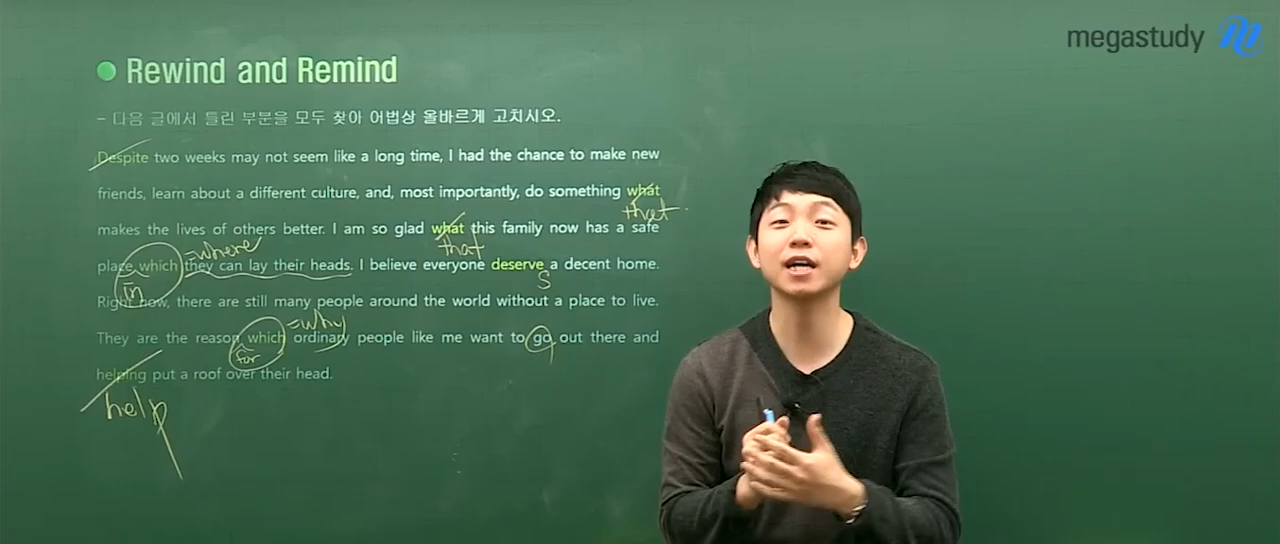 megastudy
Rewind and Remind
- 다음 글에서 틀린 부분을 모두 찾아 어법상 올바르게 고치시오.
Despite two weeks may not seem like a long time, I had the chance to make new
friends, learn about a different culture, and, most importantly, do something what
that
makes the lives of others better. I am so glad what this family now has a safe
=where
that
place which they can lay their heads. I believe everyone deserve a decent home.
in
s
Right now, there are still many people around the world without a place to live.
=why
They are the reason which ordinary people like me want to go out there and
for
helping put a roof over their head.
help